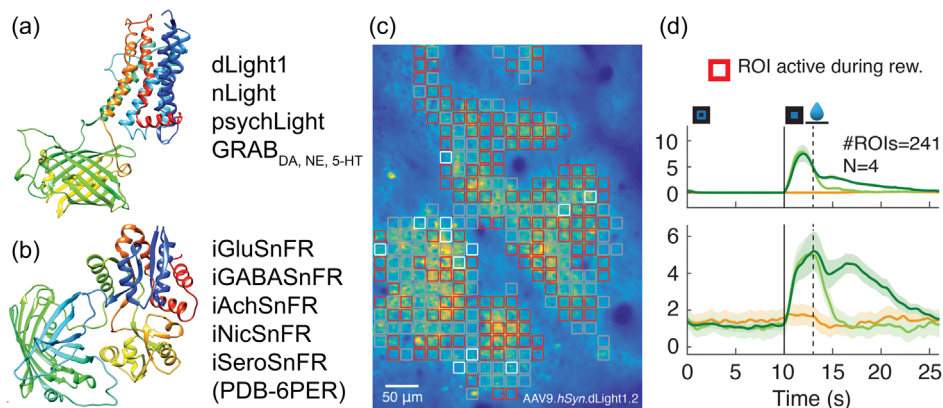 (a)
dLight1
nLight
psychLight
GRAB DA, NE, 5-HT
(b)
iGluSnFR
iGABASnFR
iAchSnFR
iNicSnFR
iSeroSnFR
(PDB-6PER)
(c)
50 μm
AAV9.hSyn.dLight1.2
(d)
ROI active during rew.
#ROIs=241
N=4
10
5
0
6
4
2
0
0 5 10 15 20 25
Time (s)